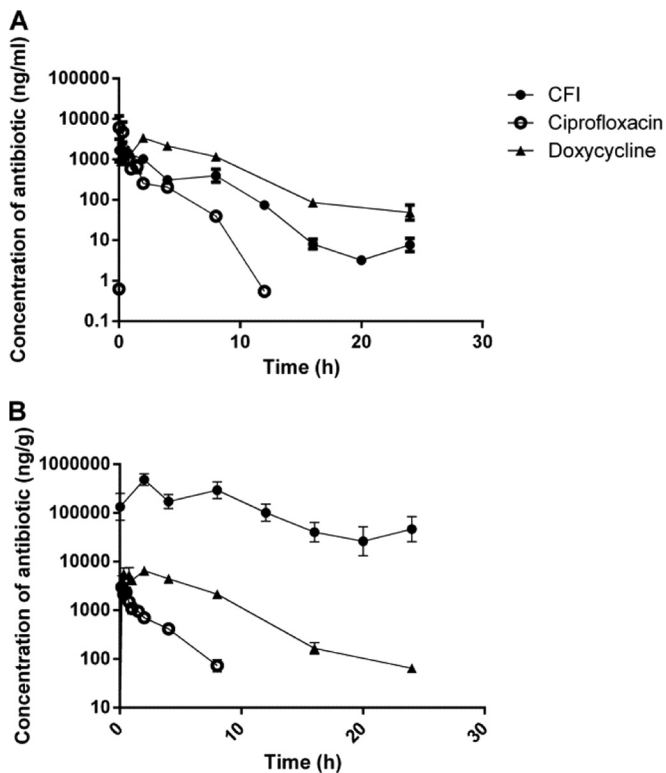 A
Concentration of antibiotic (ng/ml)
100000
10000
1000
100
10
1
0.1
0
10
20
30
Time (h)
CFI
Ciprofloxacin
Doxycycline
B
Concentration of antibiotic (ng/g)
1000000
100000
10000
1000
100
10
0
10
20
30
Time (h)